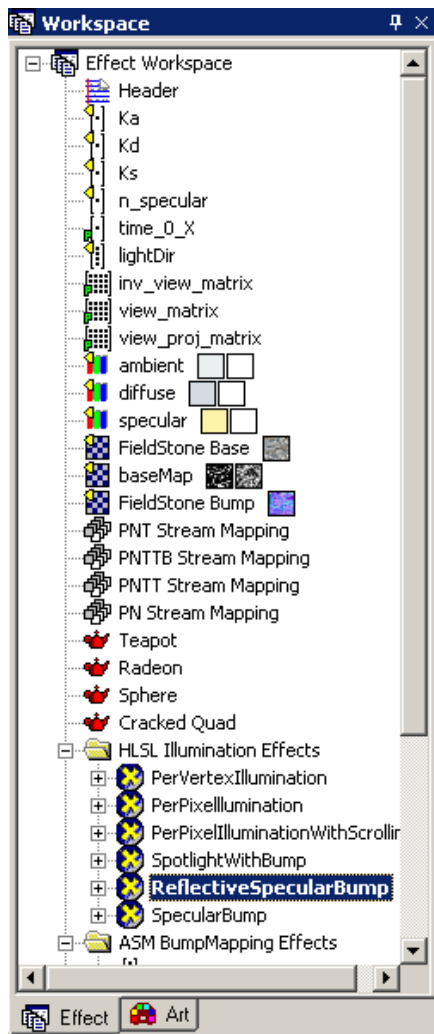 Workspace
Effect Workspace
Header
Ka
Kd
Ks
n_specular
time_0_X
lightDir
inv_view_matrix
view_matrix
view_proj_matrix
ambient
diffuse
specular
FieldStone Base
baseMap
FieldStone Bump
PNT Stream Mapping
PNTTB Stream Mapping
PNTT Stream Mapping
PN Stream Mapping
Teapot
Radeon
Sphere
Cracked Quad
HLSL Illumination Effects
PerVertexIllumination
PerPixelIllumination
PerPixelIlluminationWithScrollir
SpotlightWithBump
ReflectiveSpecularBump
SpecularBump
ASM BumpMapping Effects
Effect Art